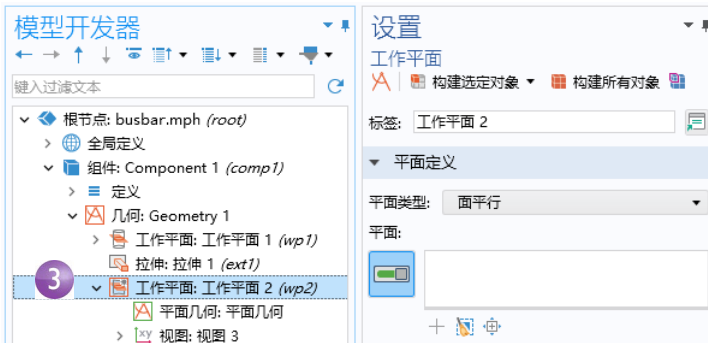 模型开发器
键入过滤文本
根节点: busbar.mph (root)
全局定义
组件: Component 1 (comp1)
定义
几何: Geometry 1
工作平面: 工作平面 1 (wp1)
拉伸: 拉伸 1 (ext1)
3
工作平面: 工作平面 2 (wp2)
平面几何: 平面几何
xy 视图: 视图 3
设置
工作平面
构建选定对象 构建所有对象
标签: 工作平面 2
平面定义
平面类型: 面平行
平面: